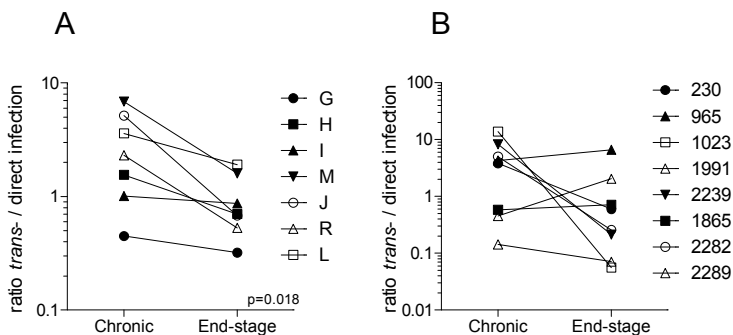 A
ratio trans- / direct infection
10
1
0.1
Chronic
End-stage
p=0.018
G
H
I
M
J
R
L
B
ratio trans- / direct infection
100
10
1
0.1
0.01
Chronic
End-stage
230
965
1023
1991
2239
1865
2282
2289